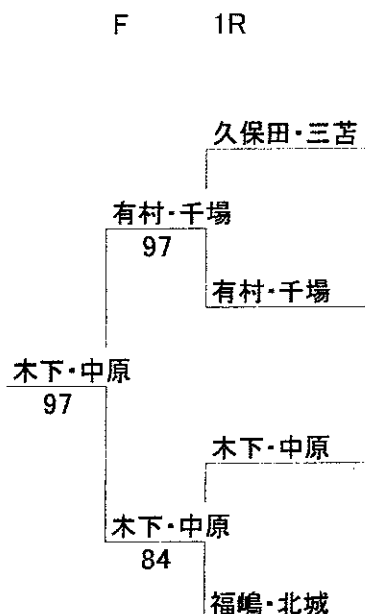 F 1R
久保田・三苫
有村・千場
97
有村・千場
木下・中原
97
木下・中原
木下・中原
84
福嶋・北城